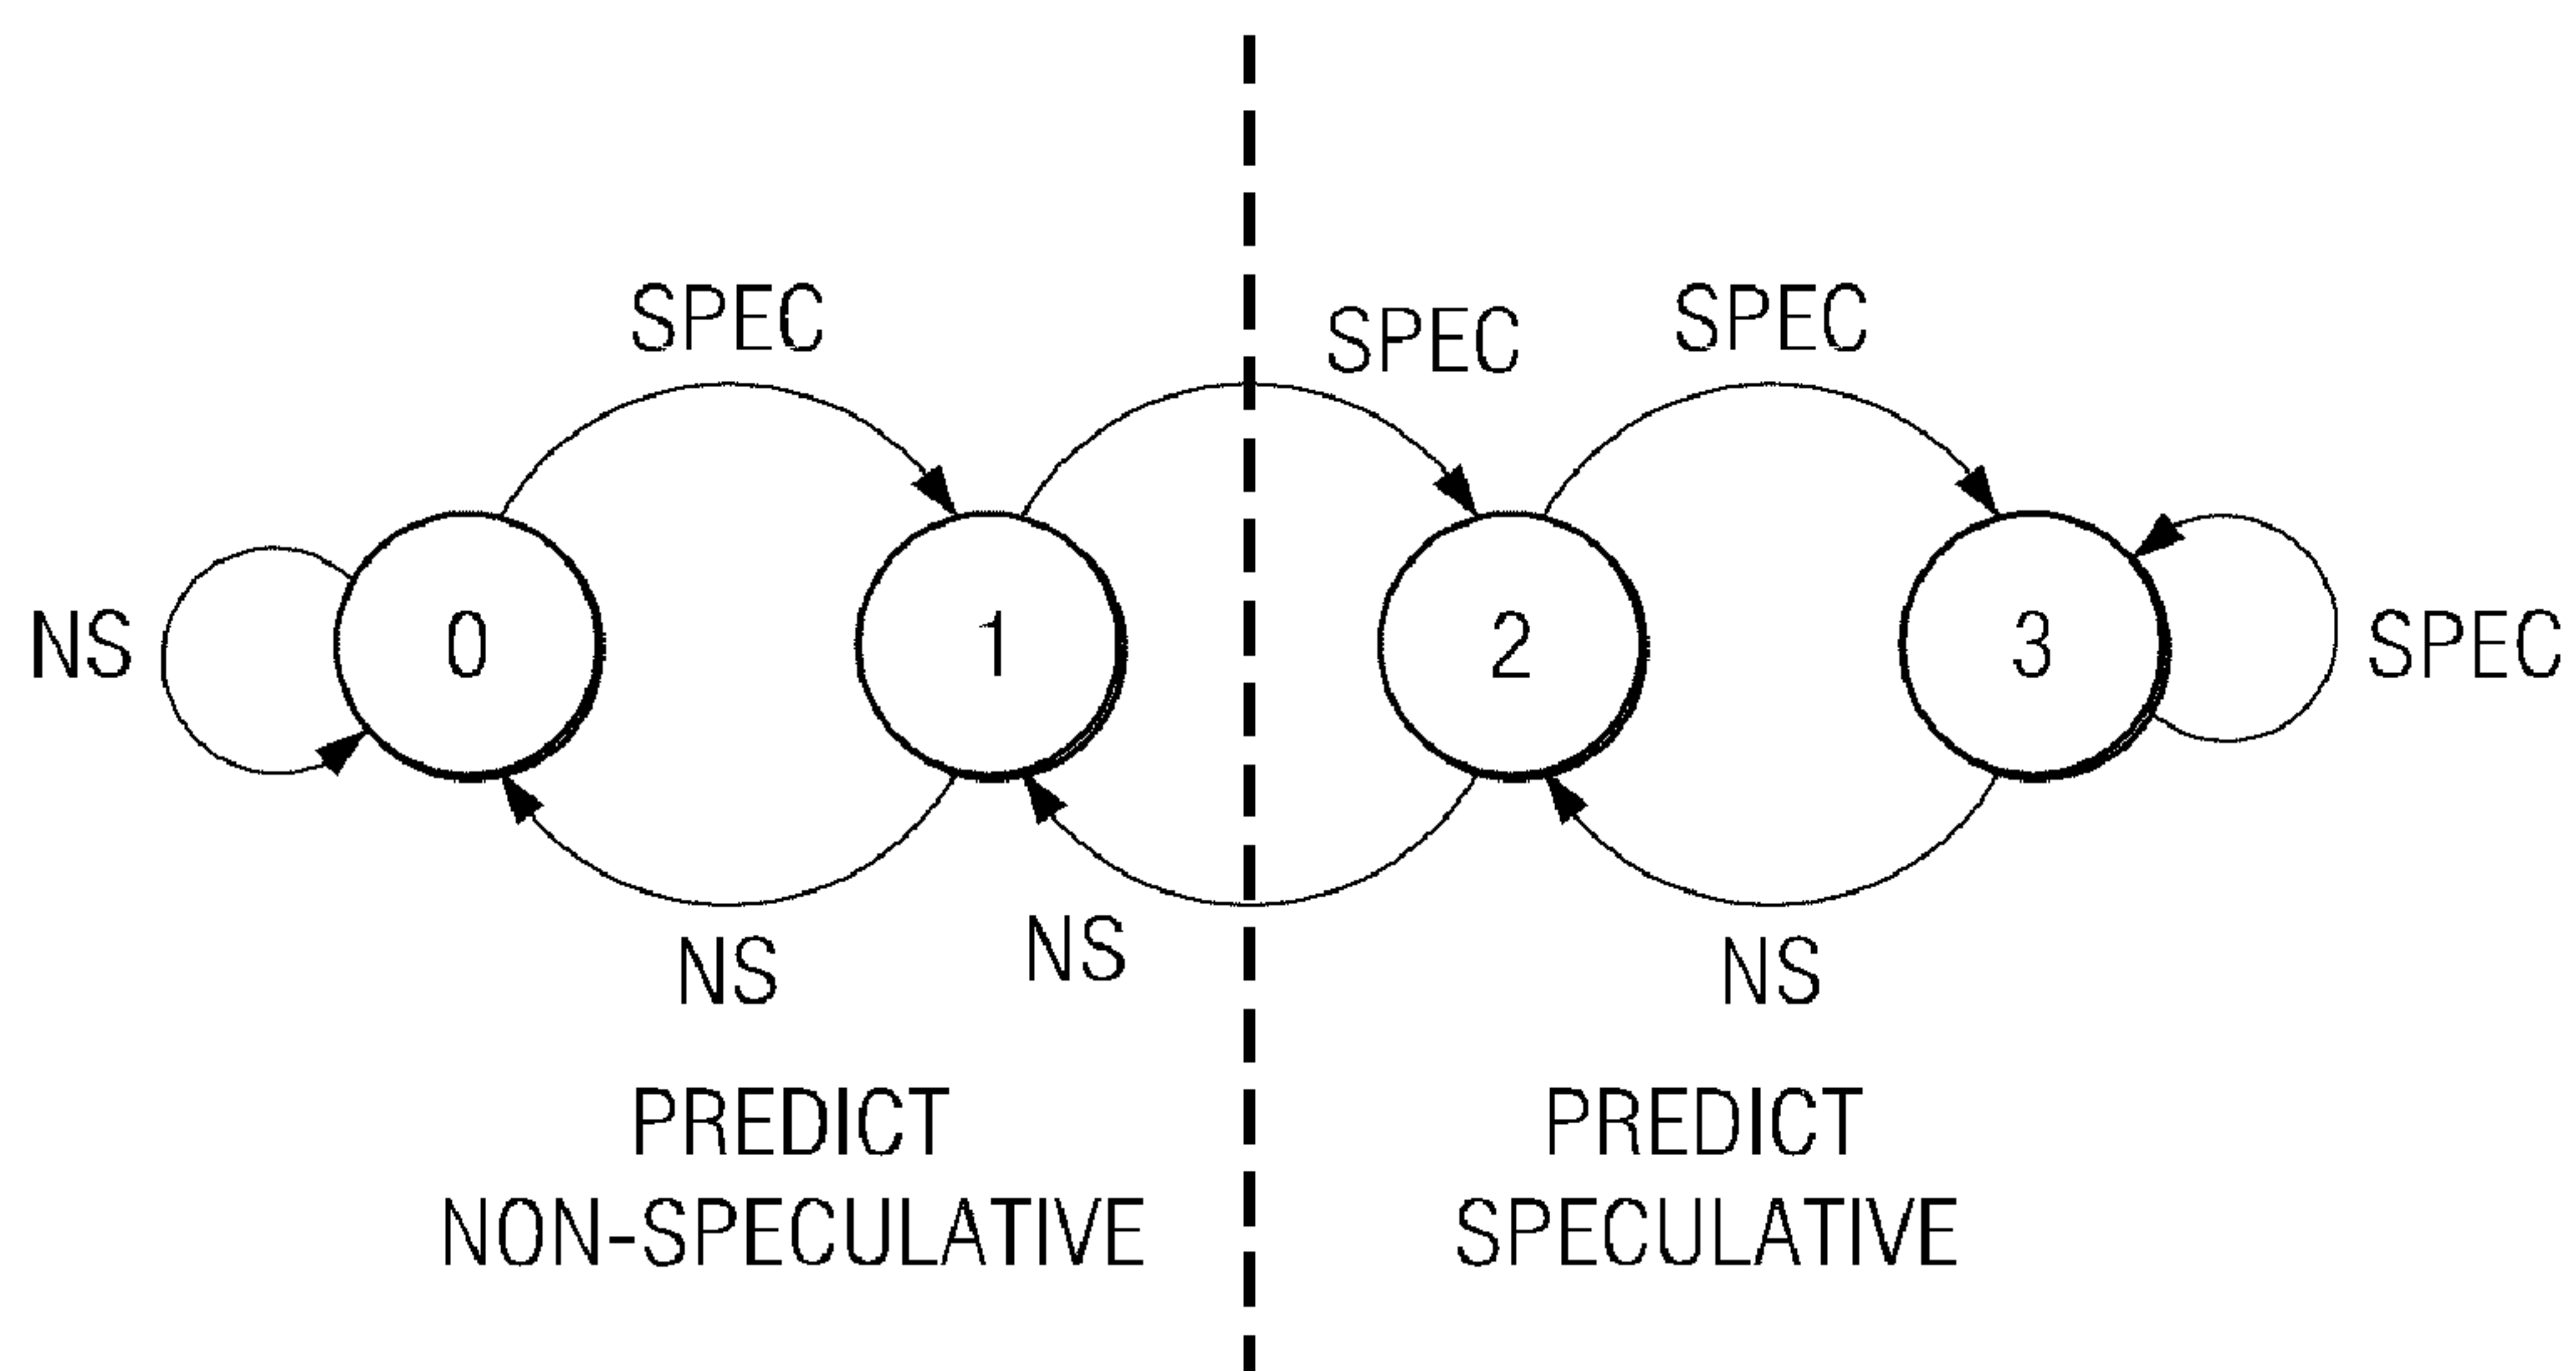 SPEC
SPEC
SPEC
NS
0
1
2
3
SPEC
NS
NS
NS
PREDICT
NON-SPECULATIVE
PREDICT
SPECULATIVE